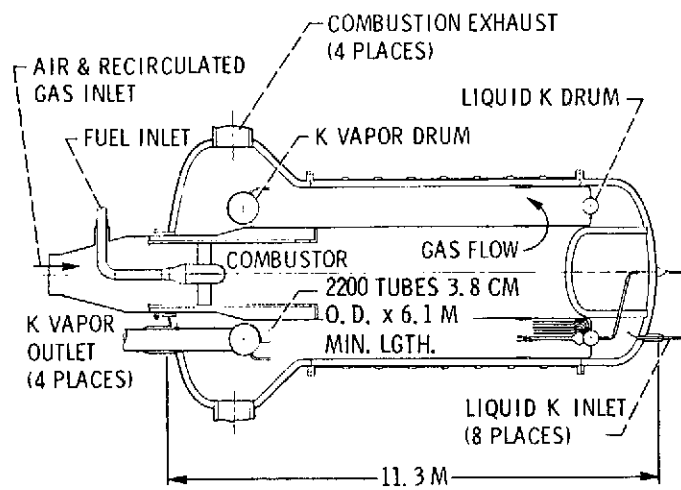 COMBUSTION EXHAUST
(4 PLACES)
AIR & RECIRCULATED
GAS INLET
LIQUID K DRUM
FUEL INLET
K VAPOR DRUM
GAS FLOW
COMBUSTOR
2200 TUBES 3.8 CM
O.D. x 6.1 M
MIN. LGTH.
K VAPOR
OUTLET
(4 PLACES)
LIQUID K INLET
(8 PLACES)
11.3 M